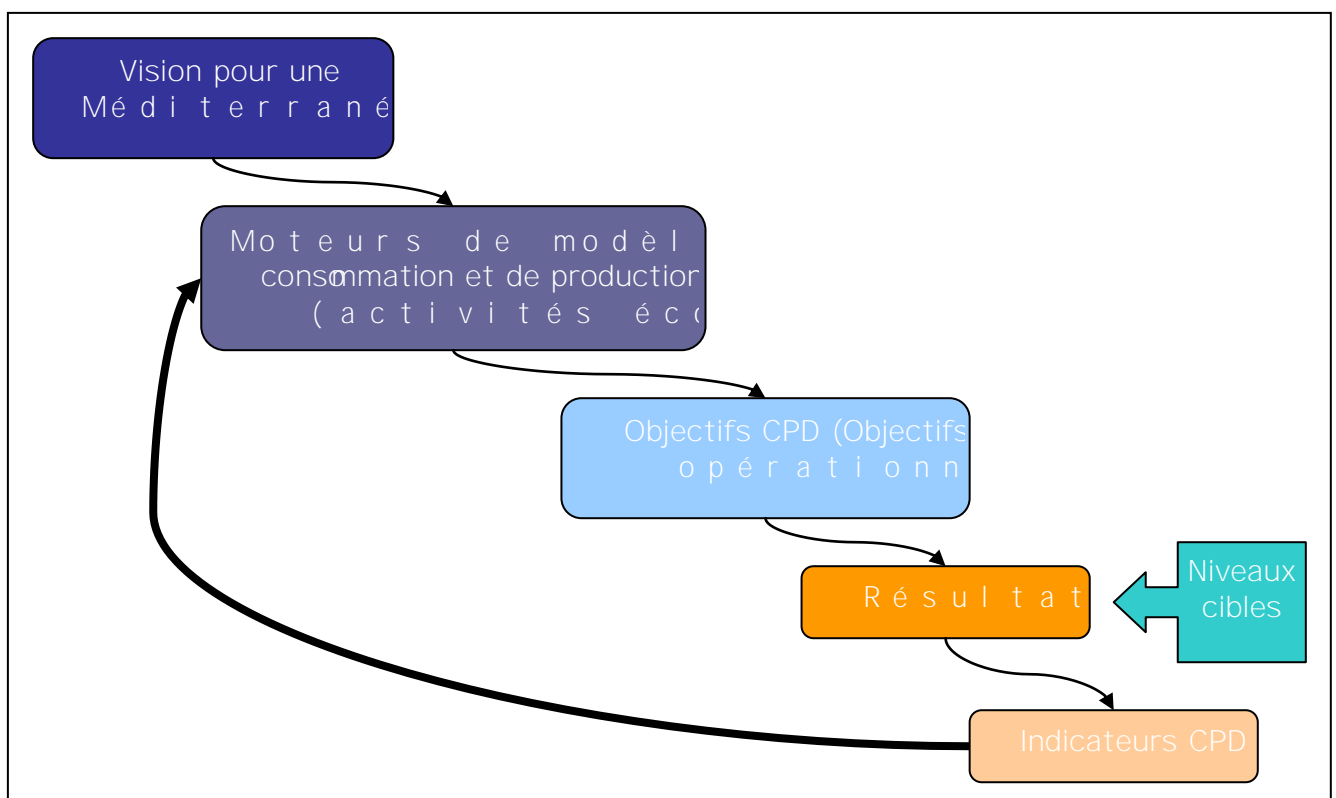 Vision pour une
Méditerrané
Moteurs de modèl
consommation et de production
(activités éco
Objectifs CPD (Objectifs
opérationn
Résultat
Niveaux
cibles
Indicateurs CPD